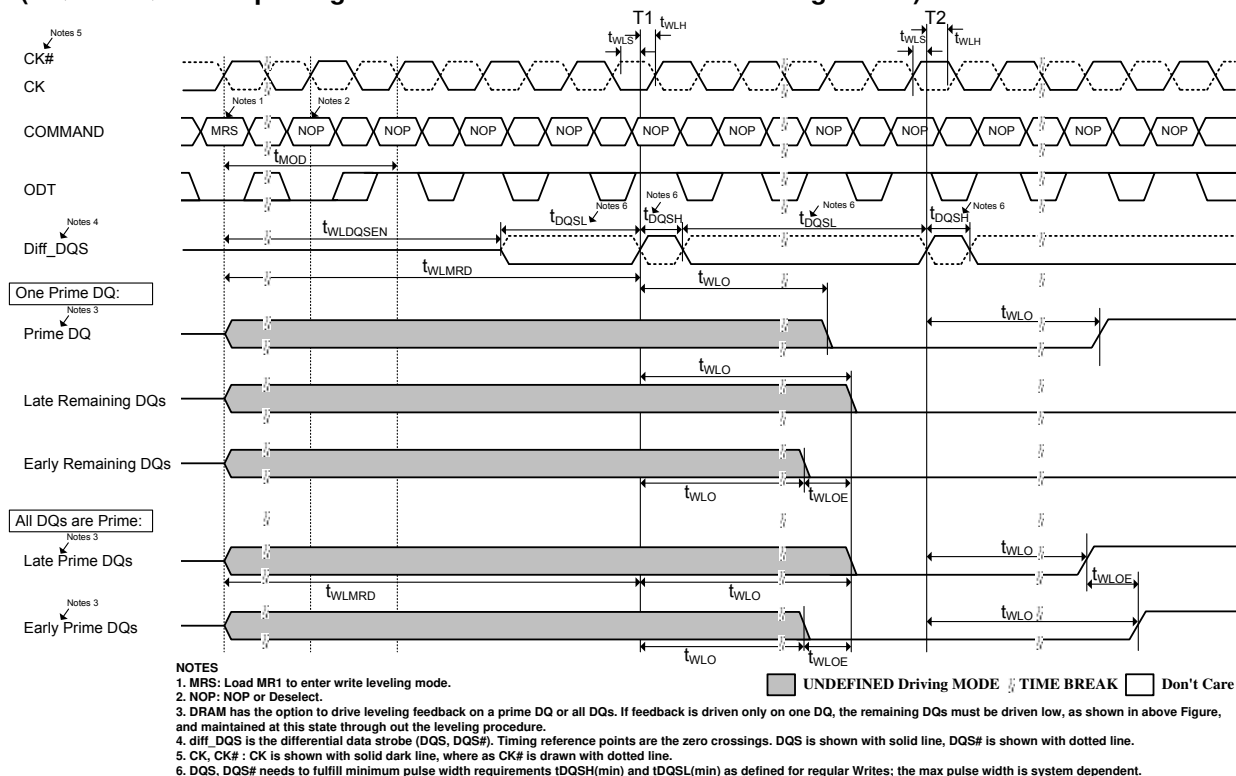 T1
T2
tWLS
tWLH
tWLS
tWLH
Notes 5
CK#
CK
Notes 1
Notes 2
COMMAND
MRS
NOP
NOP
NOP
NOP
NOP
NOP
NOP
NOP
NOP
NOP
NOP
tMOD
ODT
Notes 6
Notes 6
Notes 6
Notes 6
tDQSL
tDQSH
tDQSL
tDQSH
Notes 4
Diff_DQS
tWLDQSEN
tWLMRD
tWLO
One Prime DQ:
Notes 3
Prime DQ
tWLO
tWLO
Late Remaining DQs
Early Remaining DQs
tWLO
tWLOE
All DQs are Prime:
Notes 3
Late Prime DQs
tWLO
tWLMRD
tWLO
tWLOE
Notes 3
Early Prime DQs
tWLO
tWLO
tWLOE
NOTES
1. MRS: Load MR1 to enter write leveling mode.
2. NOP: NOP or Deselect.
UNDEFINED Driving MODE
TIME BREAK
Don't Care
3. DRAM has the option to drive leveling feedback on a prime DQ or all DQs. If feedback is driven only on one DQ, the remaining DQs must be driven low, as shown in above Figure,
and maintained at this state through out the leveling procedure.
4. diff_DQS is the differential data strobe (DQS, DQS#). Timing reference points are the zero crossings. DQS is shown with solid line, DQS# is shown with dotted line.
5. CK, CK# : CK is shown with solid dark line, where as CK# is drawn with dotted line.
6. DQS, DQS# needs to fulfill minimum pulse width requirements tDQSH(min) and tDQSL(min) as defined for regular Writes; the max pulse width is system dependent.